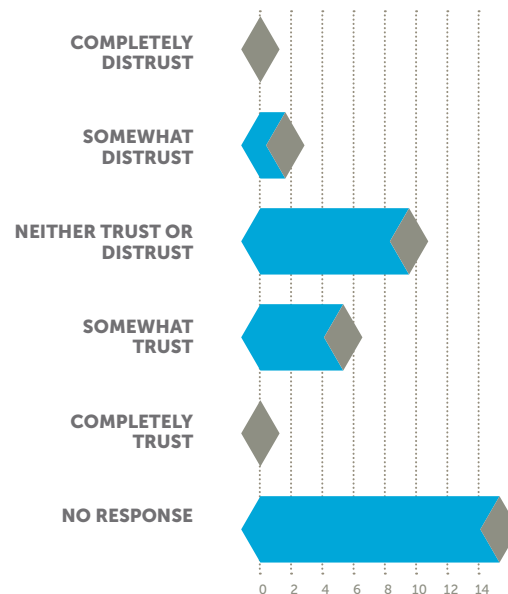 COMPLETELY
DISTRUST
SOMEWHAT
DISTRUST
NEITHER TRUST OR
DISTRUST
SOMEWHAT
TRUST
COMPLETELY
TRUST
NO RESPONSE
0 2 4 6 8 10 12 14